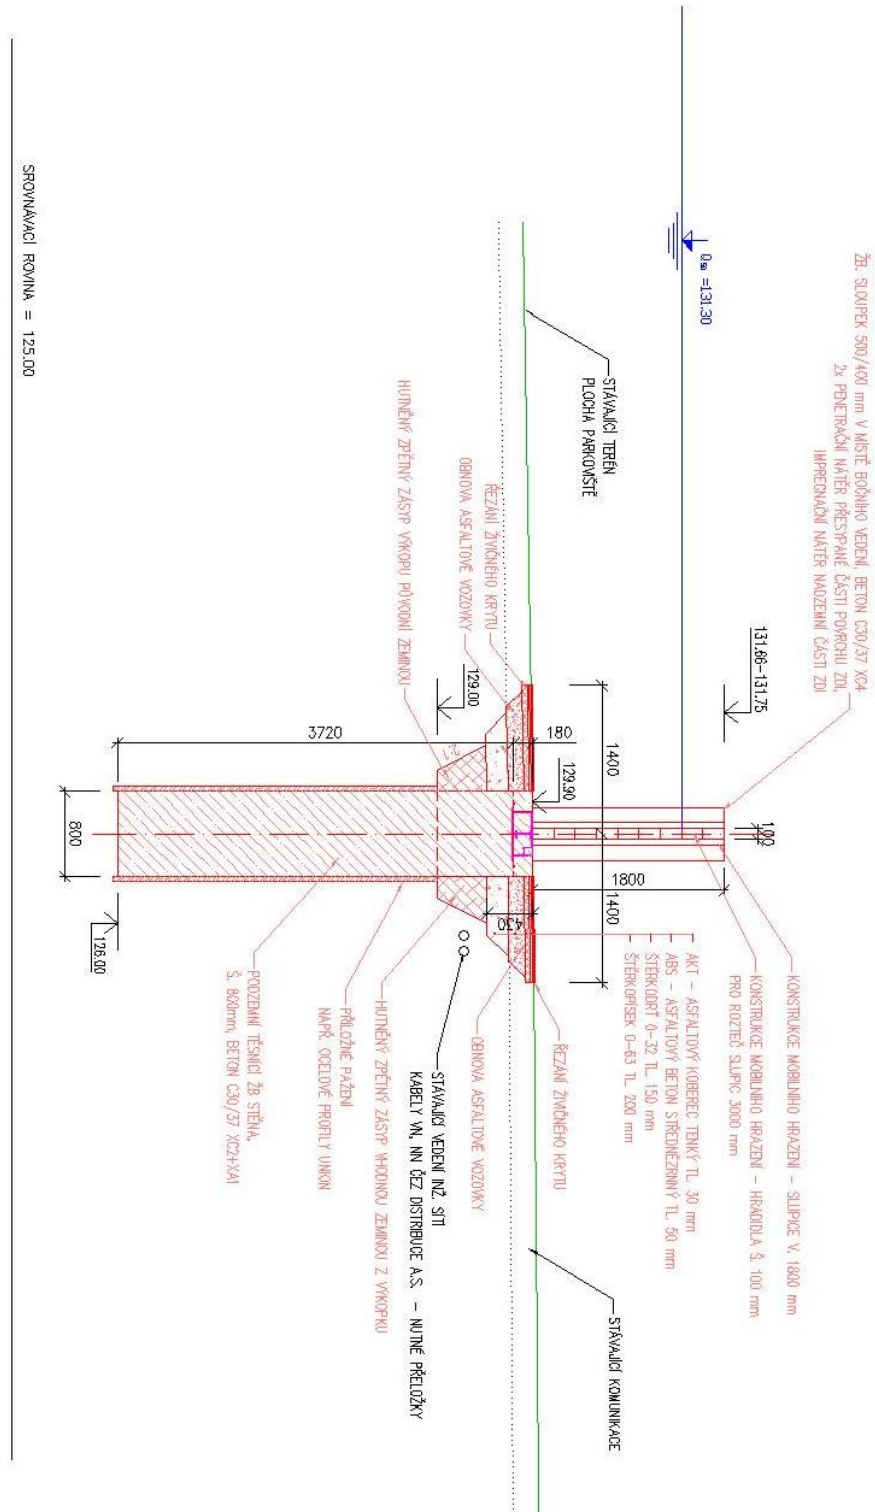 ŽB. SLOUPEK 500/400 mm V MÍSTĚ BOČNÍHO VEDENÍ, BETON C30/37 XC4
2x PENETRAČNÍ NÁTĚR PŘESYPANÉ ČÁSTI POVRCHU ZDI,
IMPREGNAČNÍ NÁTĚR NADZEMNÍ ČÁSTI ZDI
131.66-131.75
100
KONSTRUKCE MOBILNÍHO HRAZENÍ - SLUPICE V. 1800 mm
KONSTRUKCE MOBILNÍHO HRAZENÍ - HRADIDLA Š. 100 mm
PRO ROZTEČ SLUPIC 3000 mm
Q50 =131.30
1800
AKT - ASFALTOVÝ KOBEREC TENKÝ TL. 30 mm
ABS - ASFALTOVÝ BETON STŘEDNĚZRNNÝ TL. 50 mm
ŠTĚRKODRŤ 0-32 TL. 150 mm
ŠTĚRKOPÍSEK 0-63 TL. 200 mm
STÁVAJÍCÍ TERÉN
PLOCHA PARKOVIŠTĚ
1400
1400
STÁVAJÍCÍ KOMUNIKACE
129.90
180
430
ŘEZÁNÍ ŽIVIČNÉHO KRYTU
OBNOVA ASFALTOVÉ VOZOVKY
ŘEZÁNÍ ŽIVIČNÉHO KRYTU
OBNOVA ASFALTOVÉ VOZOVKY
129.00
2:1
HUTNĚNÝ ZPĚTNÝ ZÁSYP VÝKOPU PŮVODNÍ ZEMINOU
STÁVAJÍCÍ VEDENÍ INŽ. SÍTÍ
KABELY VN, NN ČEZ DISTRIBUCE A.S. - NUTNÉ PŘELOŽKY
HUTNĚNÝ ZPĚTNÝ ZÁSYP VHODNOU ZEMINOU Z VÝKOPKU
PŘÍLOŽNÉ PAŽENÍ
NAPŘ. OCELOVÉ PROFILY UNION
3720
PODZEMNÍ TĚSNÍCÍ ŽB STĚNA,
Š. 800mm, BETON C30/37 XC2+XA1
800
126.00
SROVNÁVACÍ ROVINA = 125.00